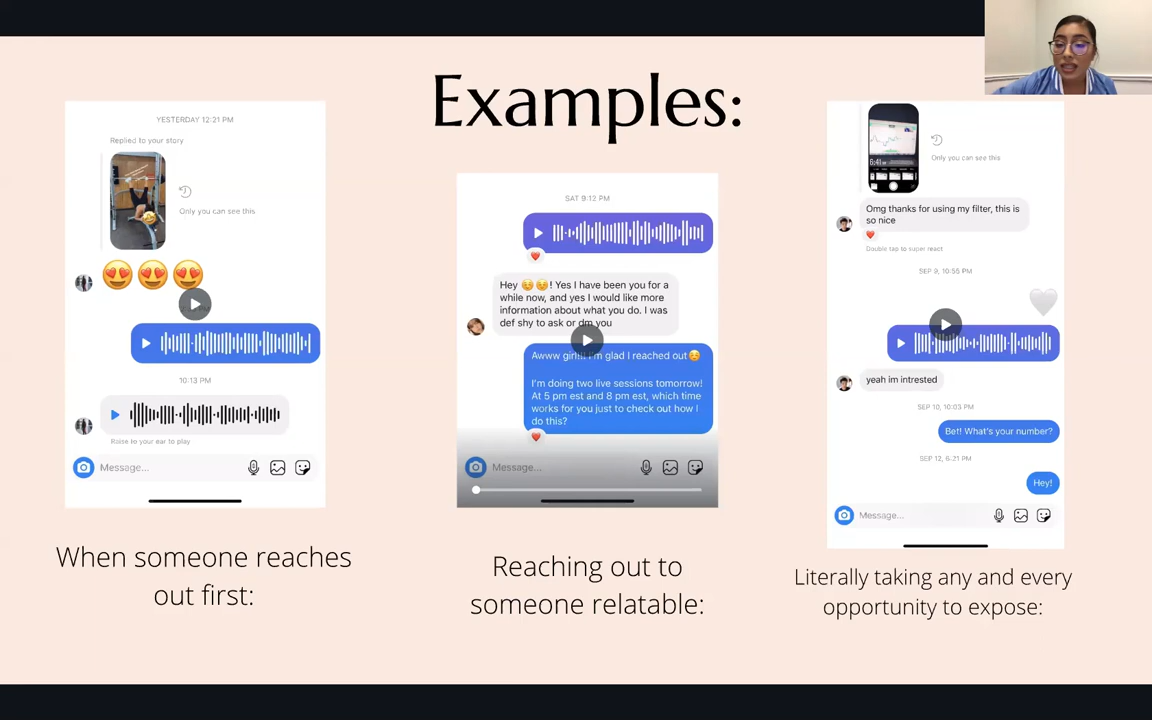 Examples:
YESTERDAY 12:21 PM
Replied to your story
Only you can see this
10:13 PM
Raise to your ear to play
Message...
When someone reaches
out first:
SAT 9:12 PM
Hey 😌😌! Yes I have been you for a
while now, and yes I would like more
information about what you do. I was
def shy to ask or dm you
Awww girl!! I'm glad I reached out☺️
I'm doing two live sessions tomorrow!
At 5 pm est and 8 pm est, which time
works for you just to check out how I
do this?
Message...
Reaching out to
someone relatable:
6:41
Only you can see this
Omg thanks for using my filter, this is
so nice
Double tap to super react
SEP 9, 10:56 PM
yeah im intrested
SEP 10, 10:03 PM
Bet! What's your number?
SEP 12, 6:21 PM
Hey!
Message...
Literally taking any and every
opportunity to expose: